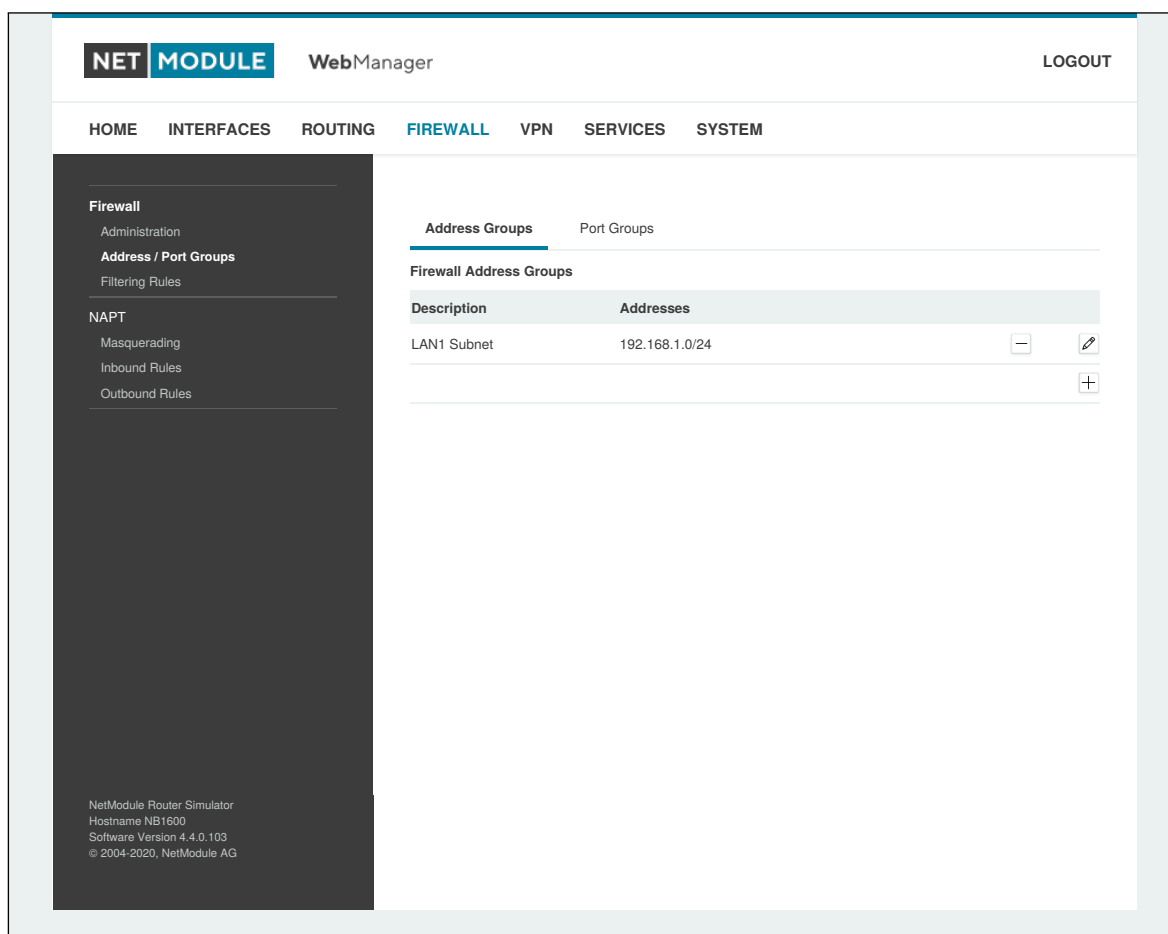 NET MODULE WebManager LOGOUT
HOME INTERFACES ROUTING FIREWALL VPN SERVICES SYSTEM
Firewall
Administration
Address / Port Groups
Filtering Rules
NAPT
Masquerading
Inbound Rules
Outbound Rules
Address Groups Port Groups
Firewall Address Groups
Description Addresses
LAN1 Subnet 192.168.1.0/24
NetModule Router Simulator
Hostname NB1600
Software Version 4.4.0.103
© 2004-2020, NetModule AG